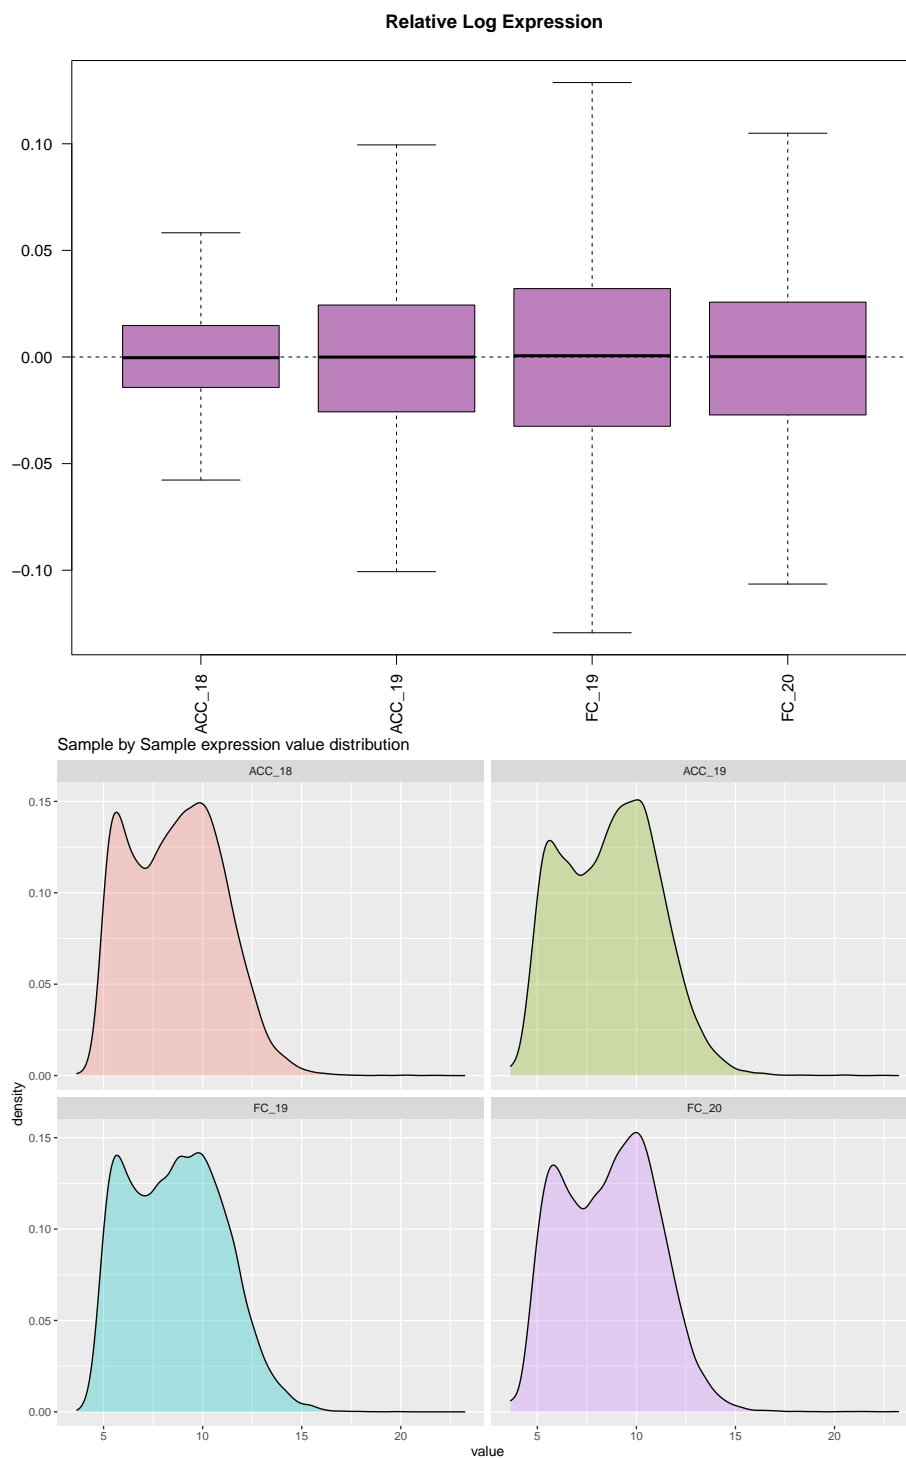 Relative Log Expression
0.10
0.05
0.00
−0.05
−0.10
ACC_18
ACC_19
FC_19
FC_20
Sample by Sample expression value distribution
ACC_18
ACC_19
0.15
0.10
0.05
0.00
density
FC_19
FC_20
0.15
0.10
0.05
0.00
5
10
15
20
5
10
15
20
value